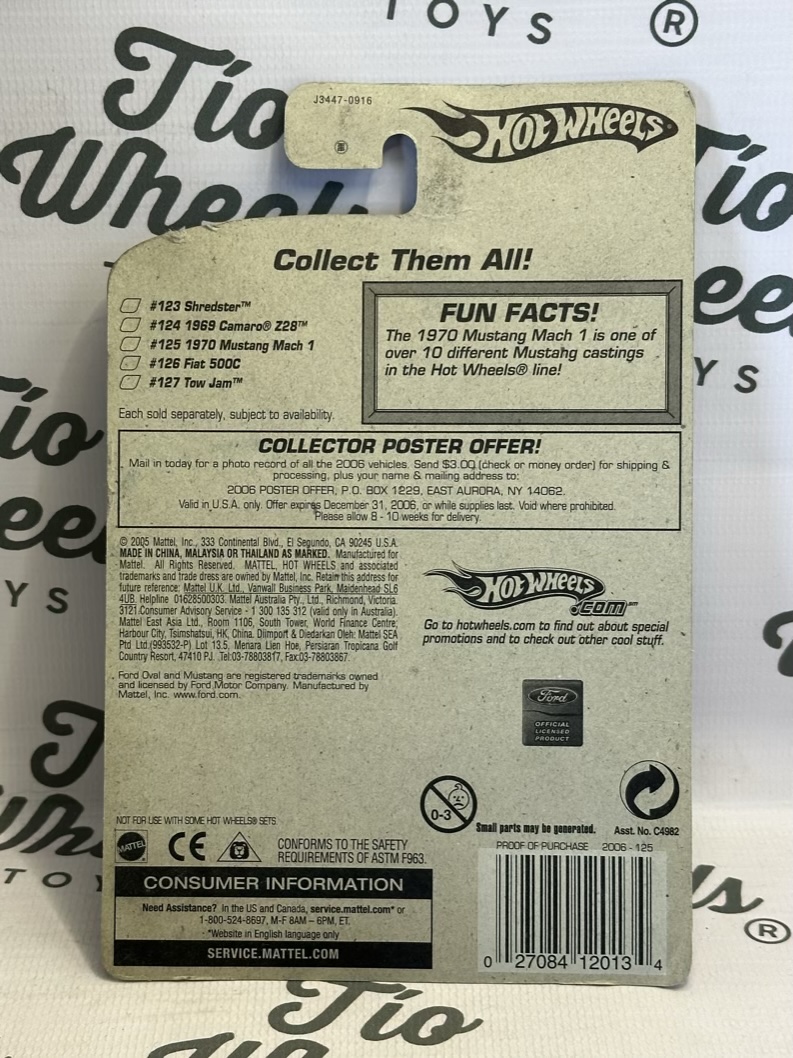 TOYS ®
Tío
Wheels
J3447-0916
HOT WHEELS
Collect Them All!
#123 Shredster™
#124 1969 Camaro® Z28™
#125 1970 Mustang Mach 1
#126 Fiat 500C
#127 Tow Jam™
Each sold separately, subject to availability.
FUN FACTS!
The 1970 Mustang Mach 1 is one of
over 10 different Mustang castings
in the Hot Wheels® line!
COLLECTOR POSTER OFFER!
Mail in today for a photo record of all the 2006 vehicles. Send $3.00 (check or money order) for shipping &
processing, plus your name & mailing address to:
2006 POSTER OFFER, P.O. BOX 1229, EAST AURORA, NY 14062.
Valid in U.S.A. only. Offer expires December 31, 2006, or while supplies last. Void where prohibited.
Please allow 8 - 10 weeks for delivery.
© 2005 Mattel, Inc., 333 Continental Blvd., El Segundo, CA 90245 U.S.A.
MADE IN CHINA, MALAYSIA OR THAILAND AS MARKED. Manufactured for
Mattel. All Rights Reserved. MATTEL, HOT WHEELS and associated
trademarks and trade dress are owned by Mattel, Inc. Retain this address for
future reference: Mattel U.K. Ltd., Vanwall Business Park, Maidenhead SL6
4UB. Helpline 01628500303. Mattel Australia Pty., Ltd., Richmond, Victoria.
3121.Consumer Advisory Service - 1 300 135 312 (valid only in Australia).
Mattel East Asia Ltd., Room 1106, South Tower, World Finance Centre,
Harbour City, Tsimshatsui, HK, China. Diimport & Diedarkan Oleh: Mattel SEA
Ptd Ltd.(993532-P) Lot 13.5, Menara Lien Hoe, Persiaran Tropicana Golf
Country Resort, 47410 PJ. Tel:03-78803817, Fax:03-78803867.
Ford Oval and Mustang are registered trademarks owned
and licensed by Ford Motor Company. Manufactured by
Mattel, Inc. www.ford.com.
HOT WHEELS
.COM℠
Go to hotwheels.com to find out about special
promotions and to check out other cool stuff.
Ford
OFFICIAL
LICENSED
PRODUCT
0-3
Small parts may be generated.
Asst. No. C4982
NOT FOR USE WITH SOME HOT WHEELS® SETS.
MATTEL
CE
CONFORMS TO THE SAFETY
REQUIREMENTS OF ASTM F963.
CONSUMER INFORMATION
Need Assistance? In the US and Canada, service.mattel.com* or
1-800-524-8697, M-F 8AM – 6PM, ET.
*Website in English language only
SERVICE.MATTEL.COM
PROOF OF PURCHASE 2006 - 125
0 27084 12013 4
Tío